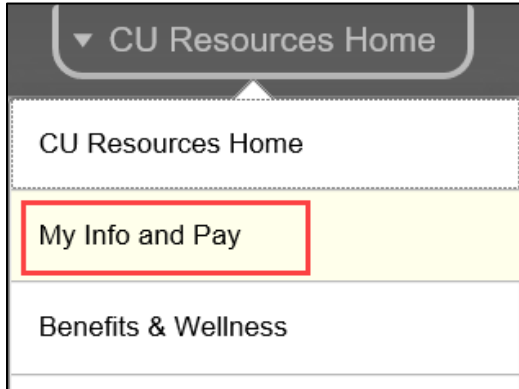 CU Resources Home
CU Resources Home
My Info and Pay
Benefits & Wellness